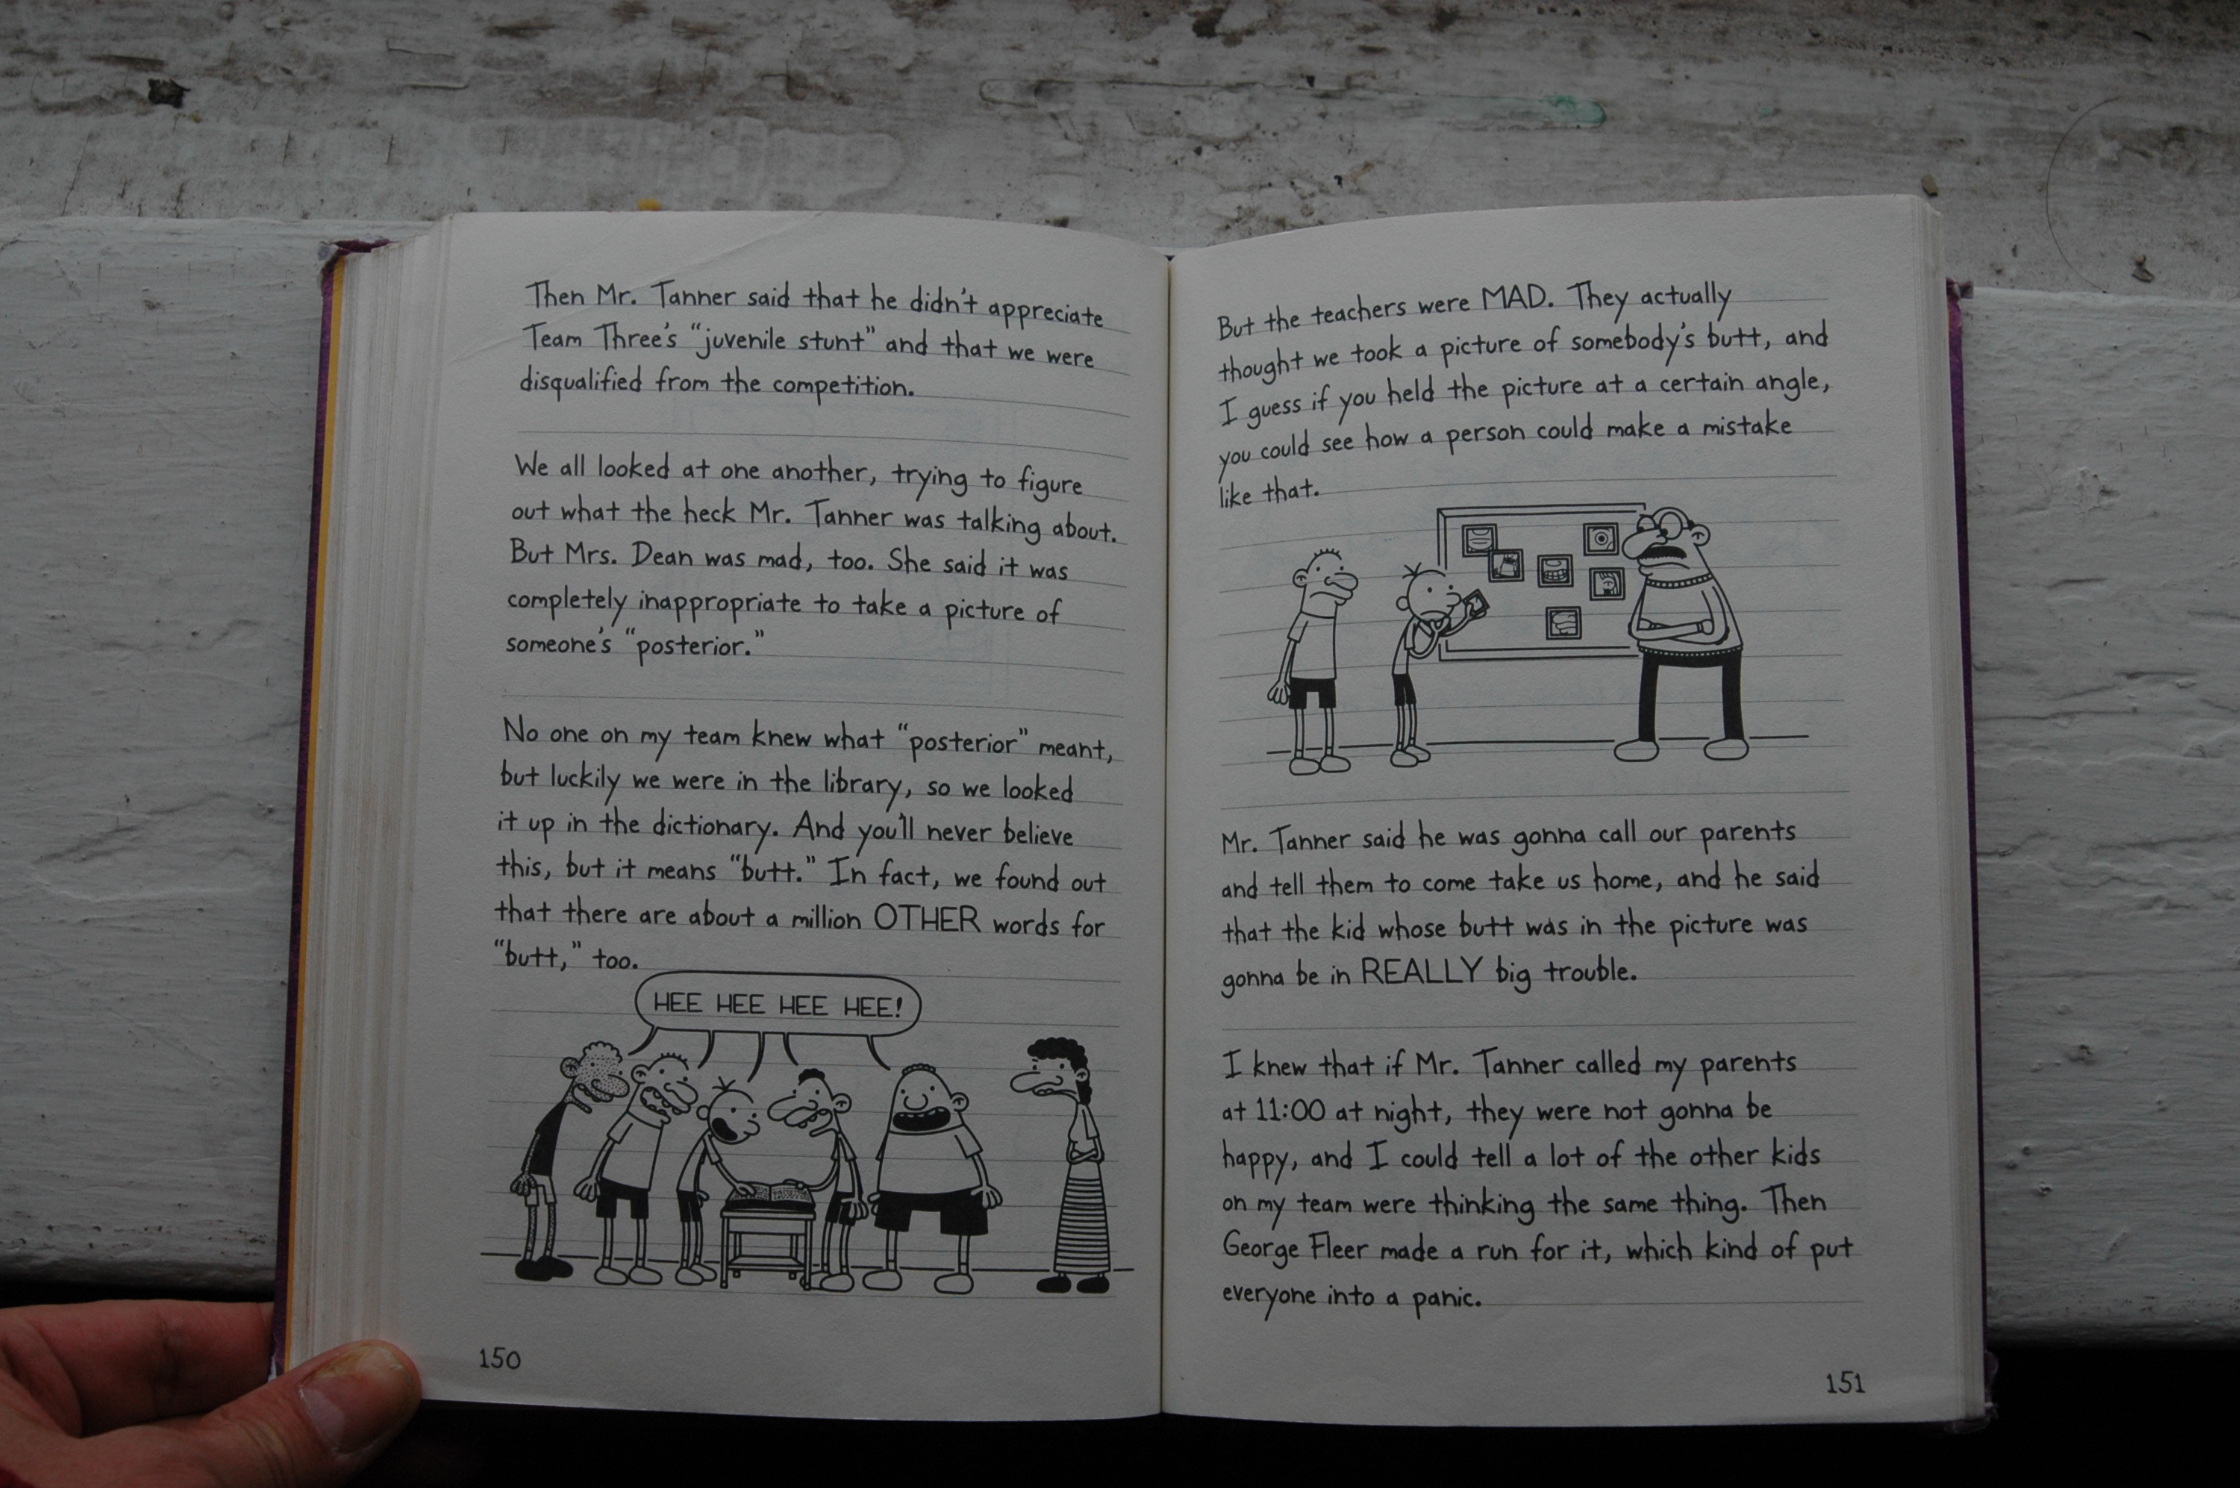 Then Mr. Tanner said that he didn't appreciate
Team Three's "juvenile stunt" and that we were
disqualified from the competition.
We all looked at one another, trying to figure
out what the heck Mr. Tanner was talking about.
But Mrs. Dean was mad, too. She said it was
completely inappropriate to take a picture of
someone's "posterior."
No one on my team knew what "posterior" meant,
but luckily we were in the library, so we looked
it up in the dictionary. And you'll never believe
this, but it means "butt." In fact, we found out
that there are about a million OTHER words for
"butt," too.
HEE HEE HEE HEE!
150
But the teachers were MAD. They actually
thought we took a picture of somebody's butt, and
I guess if you held the picture at a certain angle,
you could see how a person could make a mistake
like that.
Mr. Tanner said he was gonna call our parents
and tell them to come take us home, and he said
that the kid whose butt was in the picture was
gonna be in REALLY big trouble.
I knew that if Mr. Tanner called my parents
at 11:00 at night, they were not gonna be
happy, and I could tell a lot of the other kids
on my team were thinking the same thing. Then
George Fleer made a run for it, which kind of put
everyone into a panic.
151